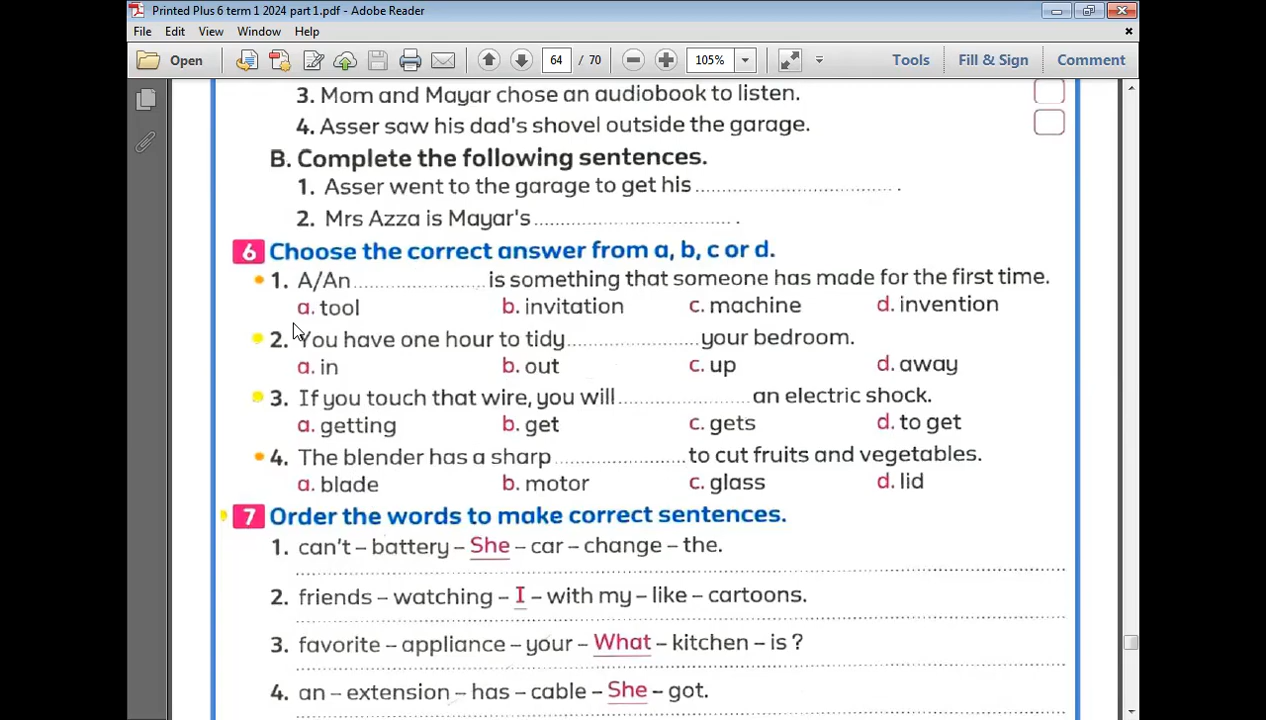 Printed Plus 6 term 1 2024 part 1.pdf - Adobe Reader
File Edit View Window Help
Open 64 / 70 105% Tools Fill & Sign Comment
3. Mom and Mayar chose an audiobook to listen.
4. Asser saw his dad's shovel outside the garage.
B. Complete the following sentences.
1. Asser went to the garage to get his .............................. .
2. Mrs Azza is Mayar's .............................. .
6 Choose the correct answer from a, b, c or d.
1. A/An .................... is something that someone has made for the first time.
a. tool b. invitation c. machine d. invention
2. You have one hour to tidy .................... your bedroom.
a. in b. out c. up d. away
3. If you touch that wire, you will .................... an electric shock.
a. getting b. get c. gets d. to get
4. The blender has a sharp .................... to cut fruits and vegetables.
a. blade b. motor c. glass d. lid
7 Order the words to make correct sentences.
1. can't – battery – She – car – change – the.
2. friends – watching – I – with my – like – cartoons.
3. favorite – appliance – your – What – kitchen – is ?
4. an – extension – has – cable – She – got.